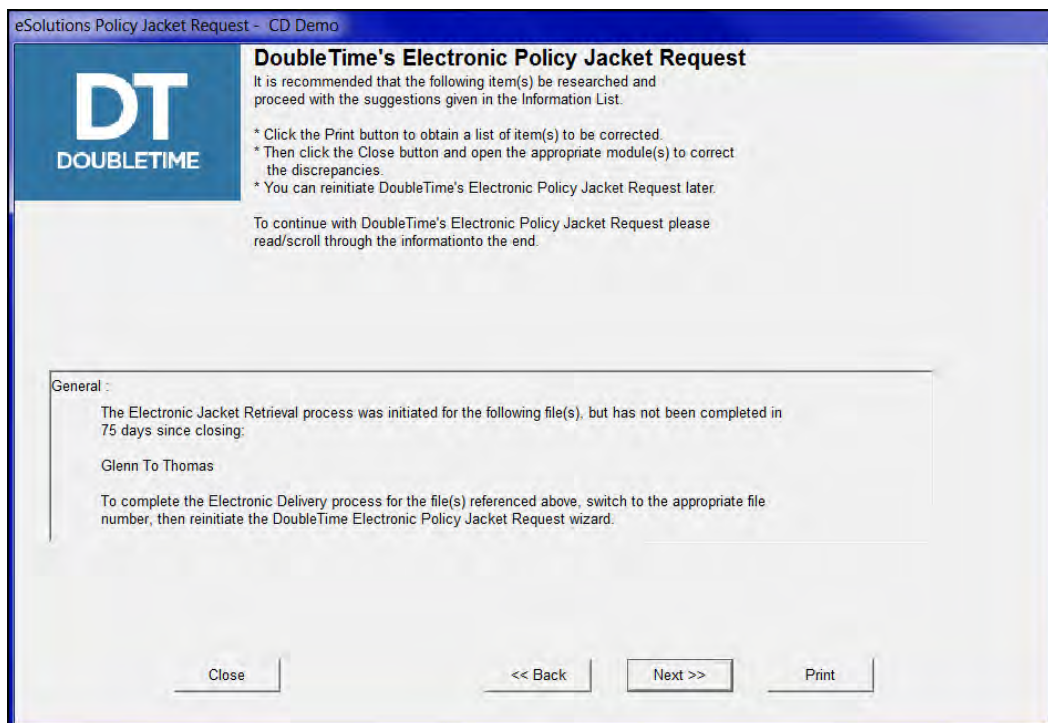 eSolutions Policy Jacket Request - CD Demo
DT
DOUBLETIME
DoubleTime's Electronic Policy Jacket Request
It is recommended that the following item(s) be researched and
proceed with the suggestions given in the Information List.
* Click the Print button to obtain a list of item(s) to be corrected.
* Then click the Close button and open the appropriate module(s) to correct
the discrepancies.
* You can reinitiate DoubleTime's Electronic Policy Jacket Request later.
To continue with DoubleTime's Electronic Policy Jacket Request please
read/scroll through the informationto the end.
General :
The Electronic Jacket Retrieval process was initiated for the following file(s), but has not been completed in
75 days since closing:
Glenn To Thomas
To complete the Electronic Delivery process for the file(s) referenced above, switch to the appropriate file
number, then reinitiate the DoubleTime Electronic Policy Jacket Request wizard.
Close
<< Back
Next >>
Print